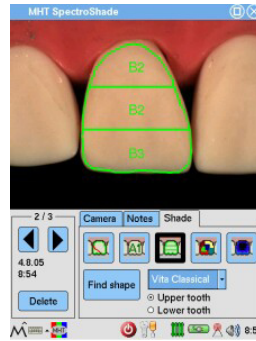 MHT SpectroShade
B2
B2
B3
2 / 3
Camera Notes Shade
4.8.05
8:54
Find shape
Vita Classical
Upper tooth
Lower tooth
Delete
MHT